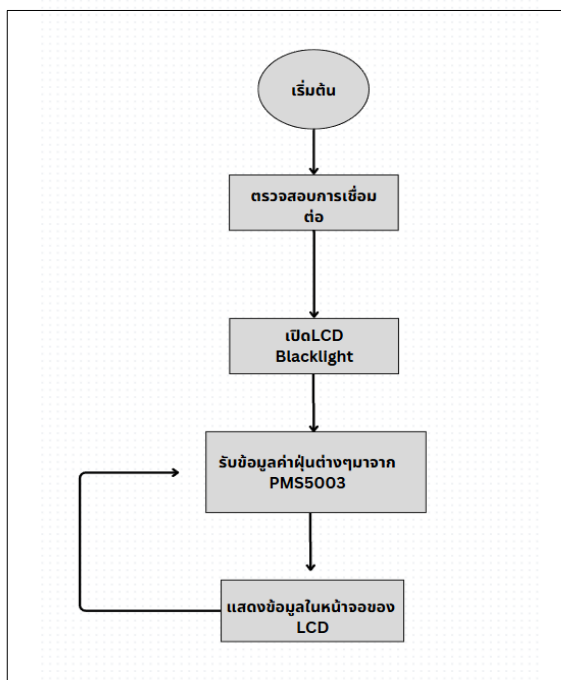 เริ่มต้น
ตรวจสอบการเชื่อม
ต่อ
เปิดLCD
Blacklight
รับข้อมูลค่าฝุ่นต่างๆมาจาก
PMS5003
แสดงข้อมูลในหน้าจอของ
LCD